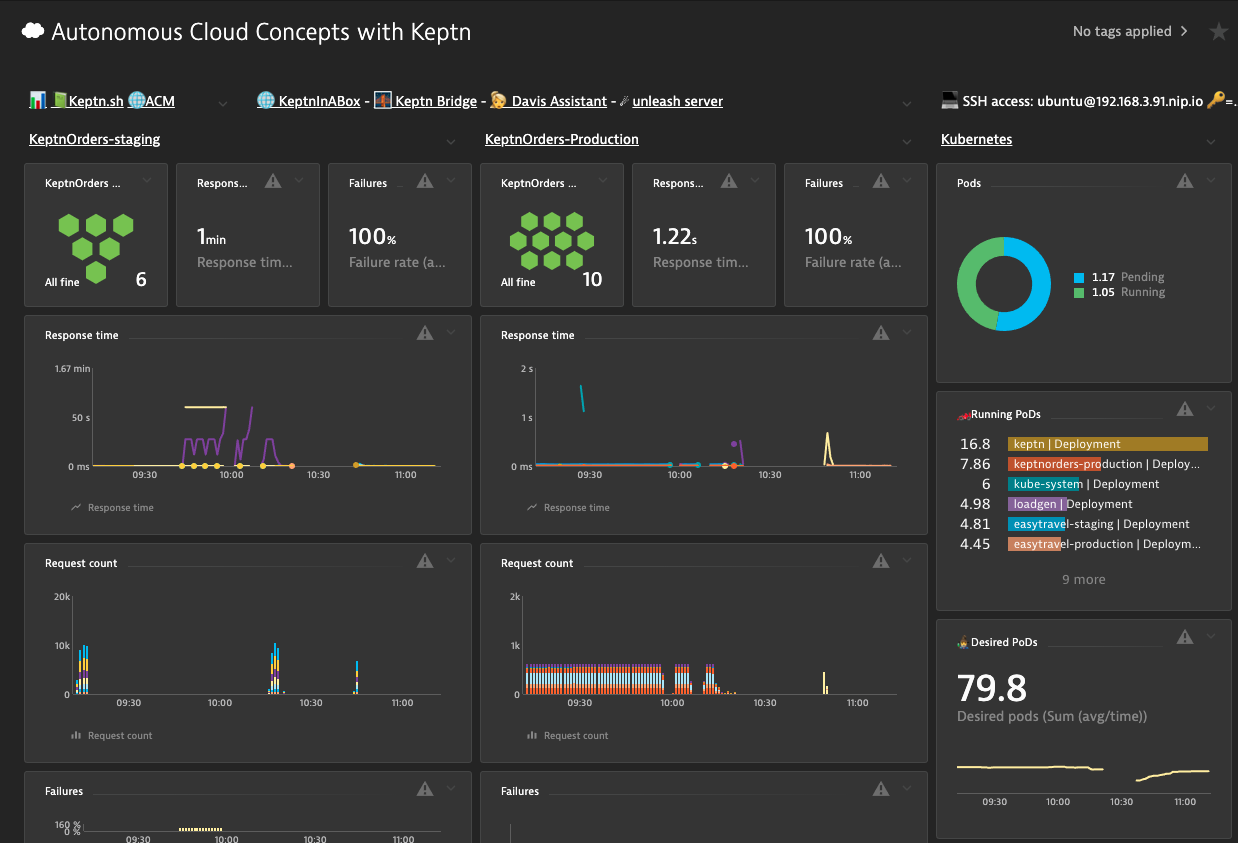 Autonomous Cloud Concepts with Keptn
No tags applied
Keptn.sh ACM
KeptnInABox - Keptn Bridge - Davis Assistant - unleash server
SSH access: ubuntu@192.168.3.91.nip.io =.
KeptnOrders-staging
KeptnOrders-Production
Kubernetes
KeptnOrders ...
All fine
6
Respons...
1min
Response tim...
Failures
100%
Failure rate (a...
KeptnOrders ...
All fine
10
Respons...
1.22s
Response tim...
Failures
100%
Failure rate (a...
Pods
1.17 Pending
1.05 Running
Response time
1.67 min
50 s
0 ms
09:30 10:00 10:30 11:00
Response time
Response time
2 s
1 s
0 ms
09:30 10:00 10:30 11:00
Response time
Running PoDs
16.8 keptn | Deployment
7.86 keptnorders-production | Deploy...
6 kube-system | Deployment
4.98 loadgen | Deployment
4.81 easytravel-staging | Deployment
4.45 easytravel-production | Deploym...
9 more
Request count
20k
10k
0
09:30 10:00 10:30 11:00
Request count
Request count
2k
1k
0
09:30 10:00 10:30 11:00
Request count
Desired PoDs
79.8
Desired pods (Sum (avg/time))
09:30 10:00 10:30 11:00
Failures
160 %
0 %
09:30 10:00 10:30 11:00
Failures